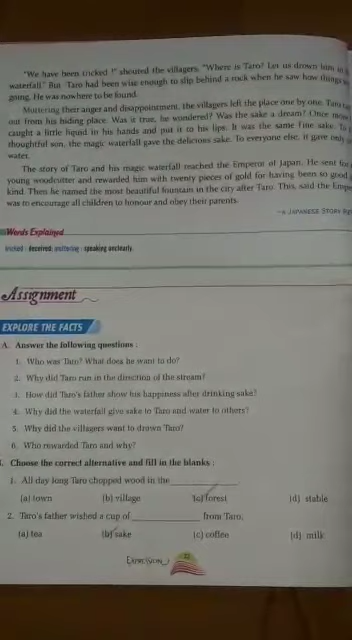 "We have been tricked !" shouted the villagers. "Where is Taro? Let us drown him in
waterfall." But Taro had been wise enough to slip behind a rock when he saw how things
going. He was nowhere to be found.
Muttering their anger and disappointment, the villagers left the place one by one. Taro
out from his hiding place. Was it true, he wondered? Was the sake a dream? Once more
caught a little liquid in his hands and put it to his lips. It was the same fine sake. To
thoughtful son, the magic waterfall gave the delicious sake. To everyone else, it gave only
water.
The story of Taro and his magic waterfall reached the Emperor of Japan. He sent for
young woodcutter and rewarded him with twenty pieces of gold for having been so good
kind. Then he named the most beautiful fountain in the city after Taro. This, said the
was to encourage all children to honour and obey their parents.
—A JAPANESE STORY
Words Explained
tricked : deceived; muttering : speaking unclearly.
Assignment
EXPLORE THE FACTS
A. Answer the following questions :
1. Who was Taro? What does he want to do?
2. Why did Taro run in the direction of the stream?
3. How did Taro's father show his happiness after drinking sake?
4. Why did the waterfall give sake to Taro and water to others?
5. Why did the villagers want to drown Taro?
6. Who rewarded Taro and why?
Choose the correct alternative and fill in the blanks :
1. All day long Taro chopped wood in the ____________
(a) town (b) village (c) forest (d) stable
2. Taro's father wished a cup of ____________ from Taro.
(a) tea (b) sake (c) coffee (d) milk
22